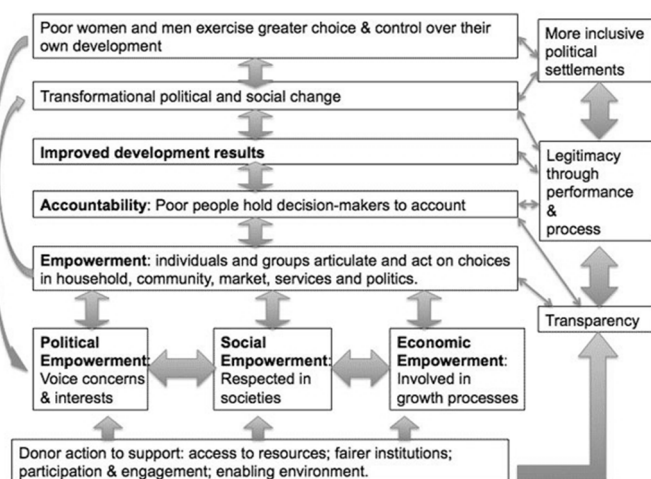 Poor women and men exercise greater choice & control over their
own development
More inclusive
political
settlements
Transformational political and social change
Improved development results
Legitimacy
through
performance
&
process
Accountability: Poor people hold decision-makers to account
Empowerment: individuals and groups articulate and act on choices
in household, community, market, services and politics.
Transparency
Political
Empowerment:
Voice concerns
& interests
Social
Empowerment:
Respected in
societies
Economic
Empowerment:
Involved in
growth processes
Donor action to support: access to resources; fairer institutions;
participation & engagement; enabling environment.